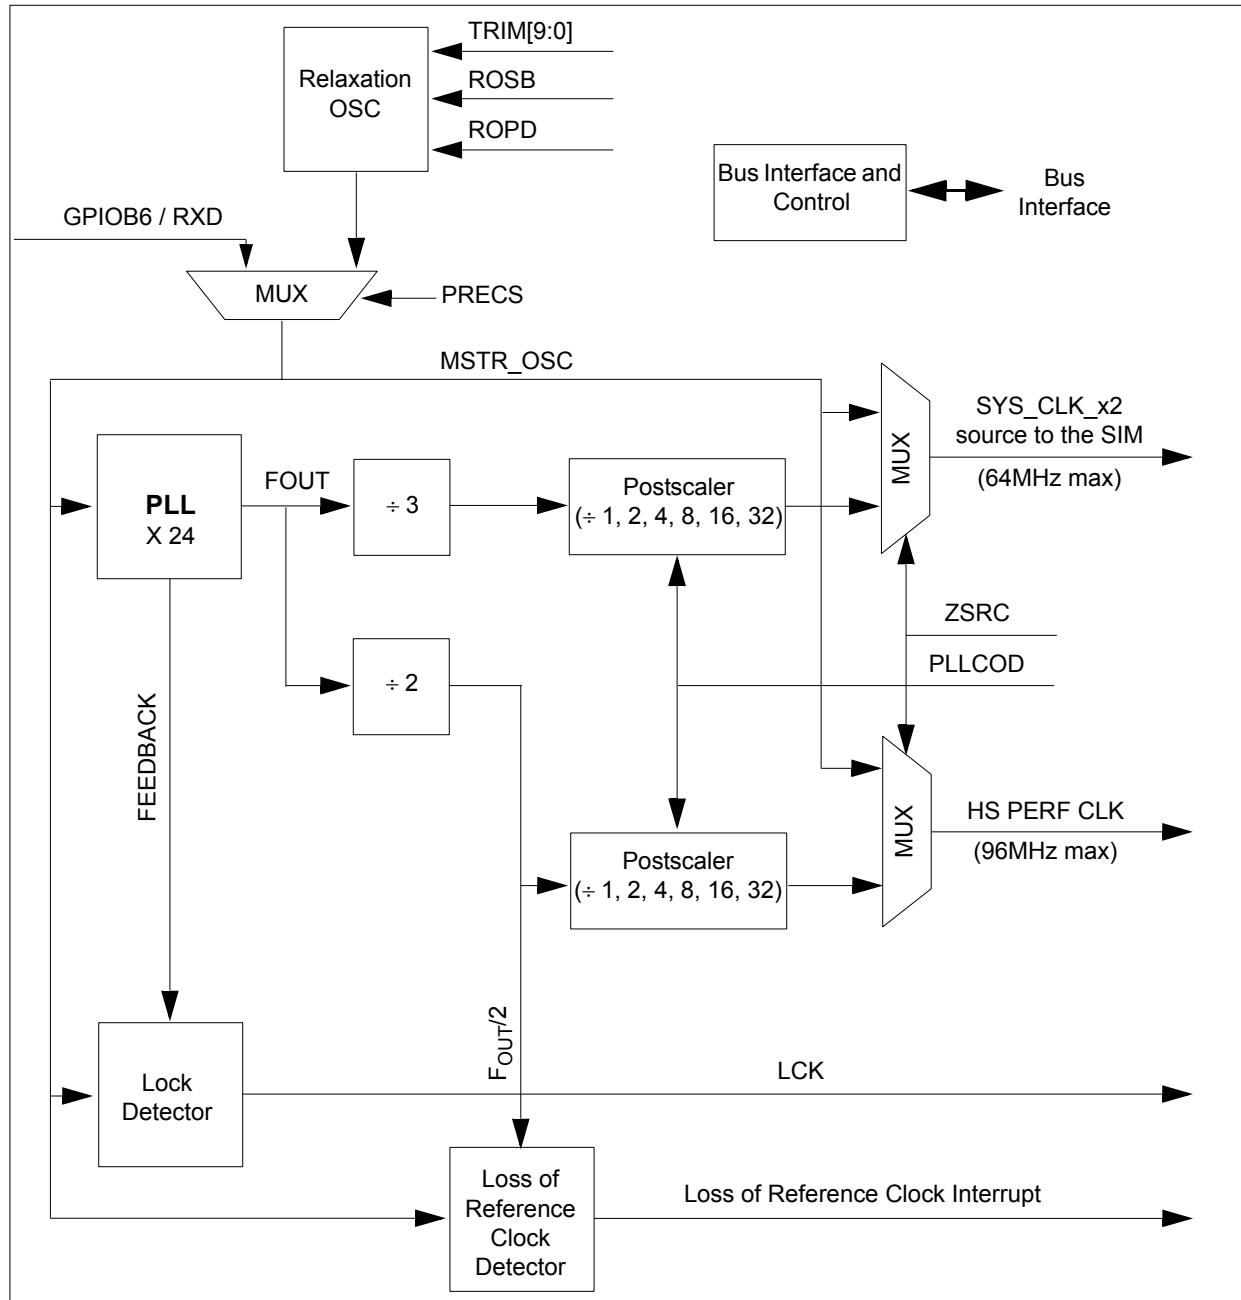 TRIM[9:0]
Relaxation
OSC
ROSB
ROPD
Bus Interface and
Control
Bus
Interface
GPIOB6 / RXD
MUX
PRECS
MSTR_OSC
SYS_CLK_x2
source to the SIM
(64MHz max)
MUX
PLL
X 24
FOUT
÷ 3
Postscaler
(÷ 1, 2, 4, 8, 16, 32)
ZSRC
PLLCOD
÷ 2
FEEDBACK
MUX
HS PERF CLK
(96MHz max)
Postscaler
(÷ 1, 2, 4, 8, 16, 32)
FOUT/2
Lock
Detector
LCK
Loss of
Reference
Clock
Detector
Loss of Reference Clock Interrupt